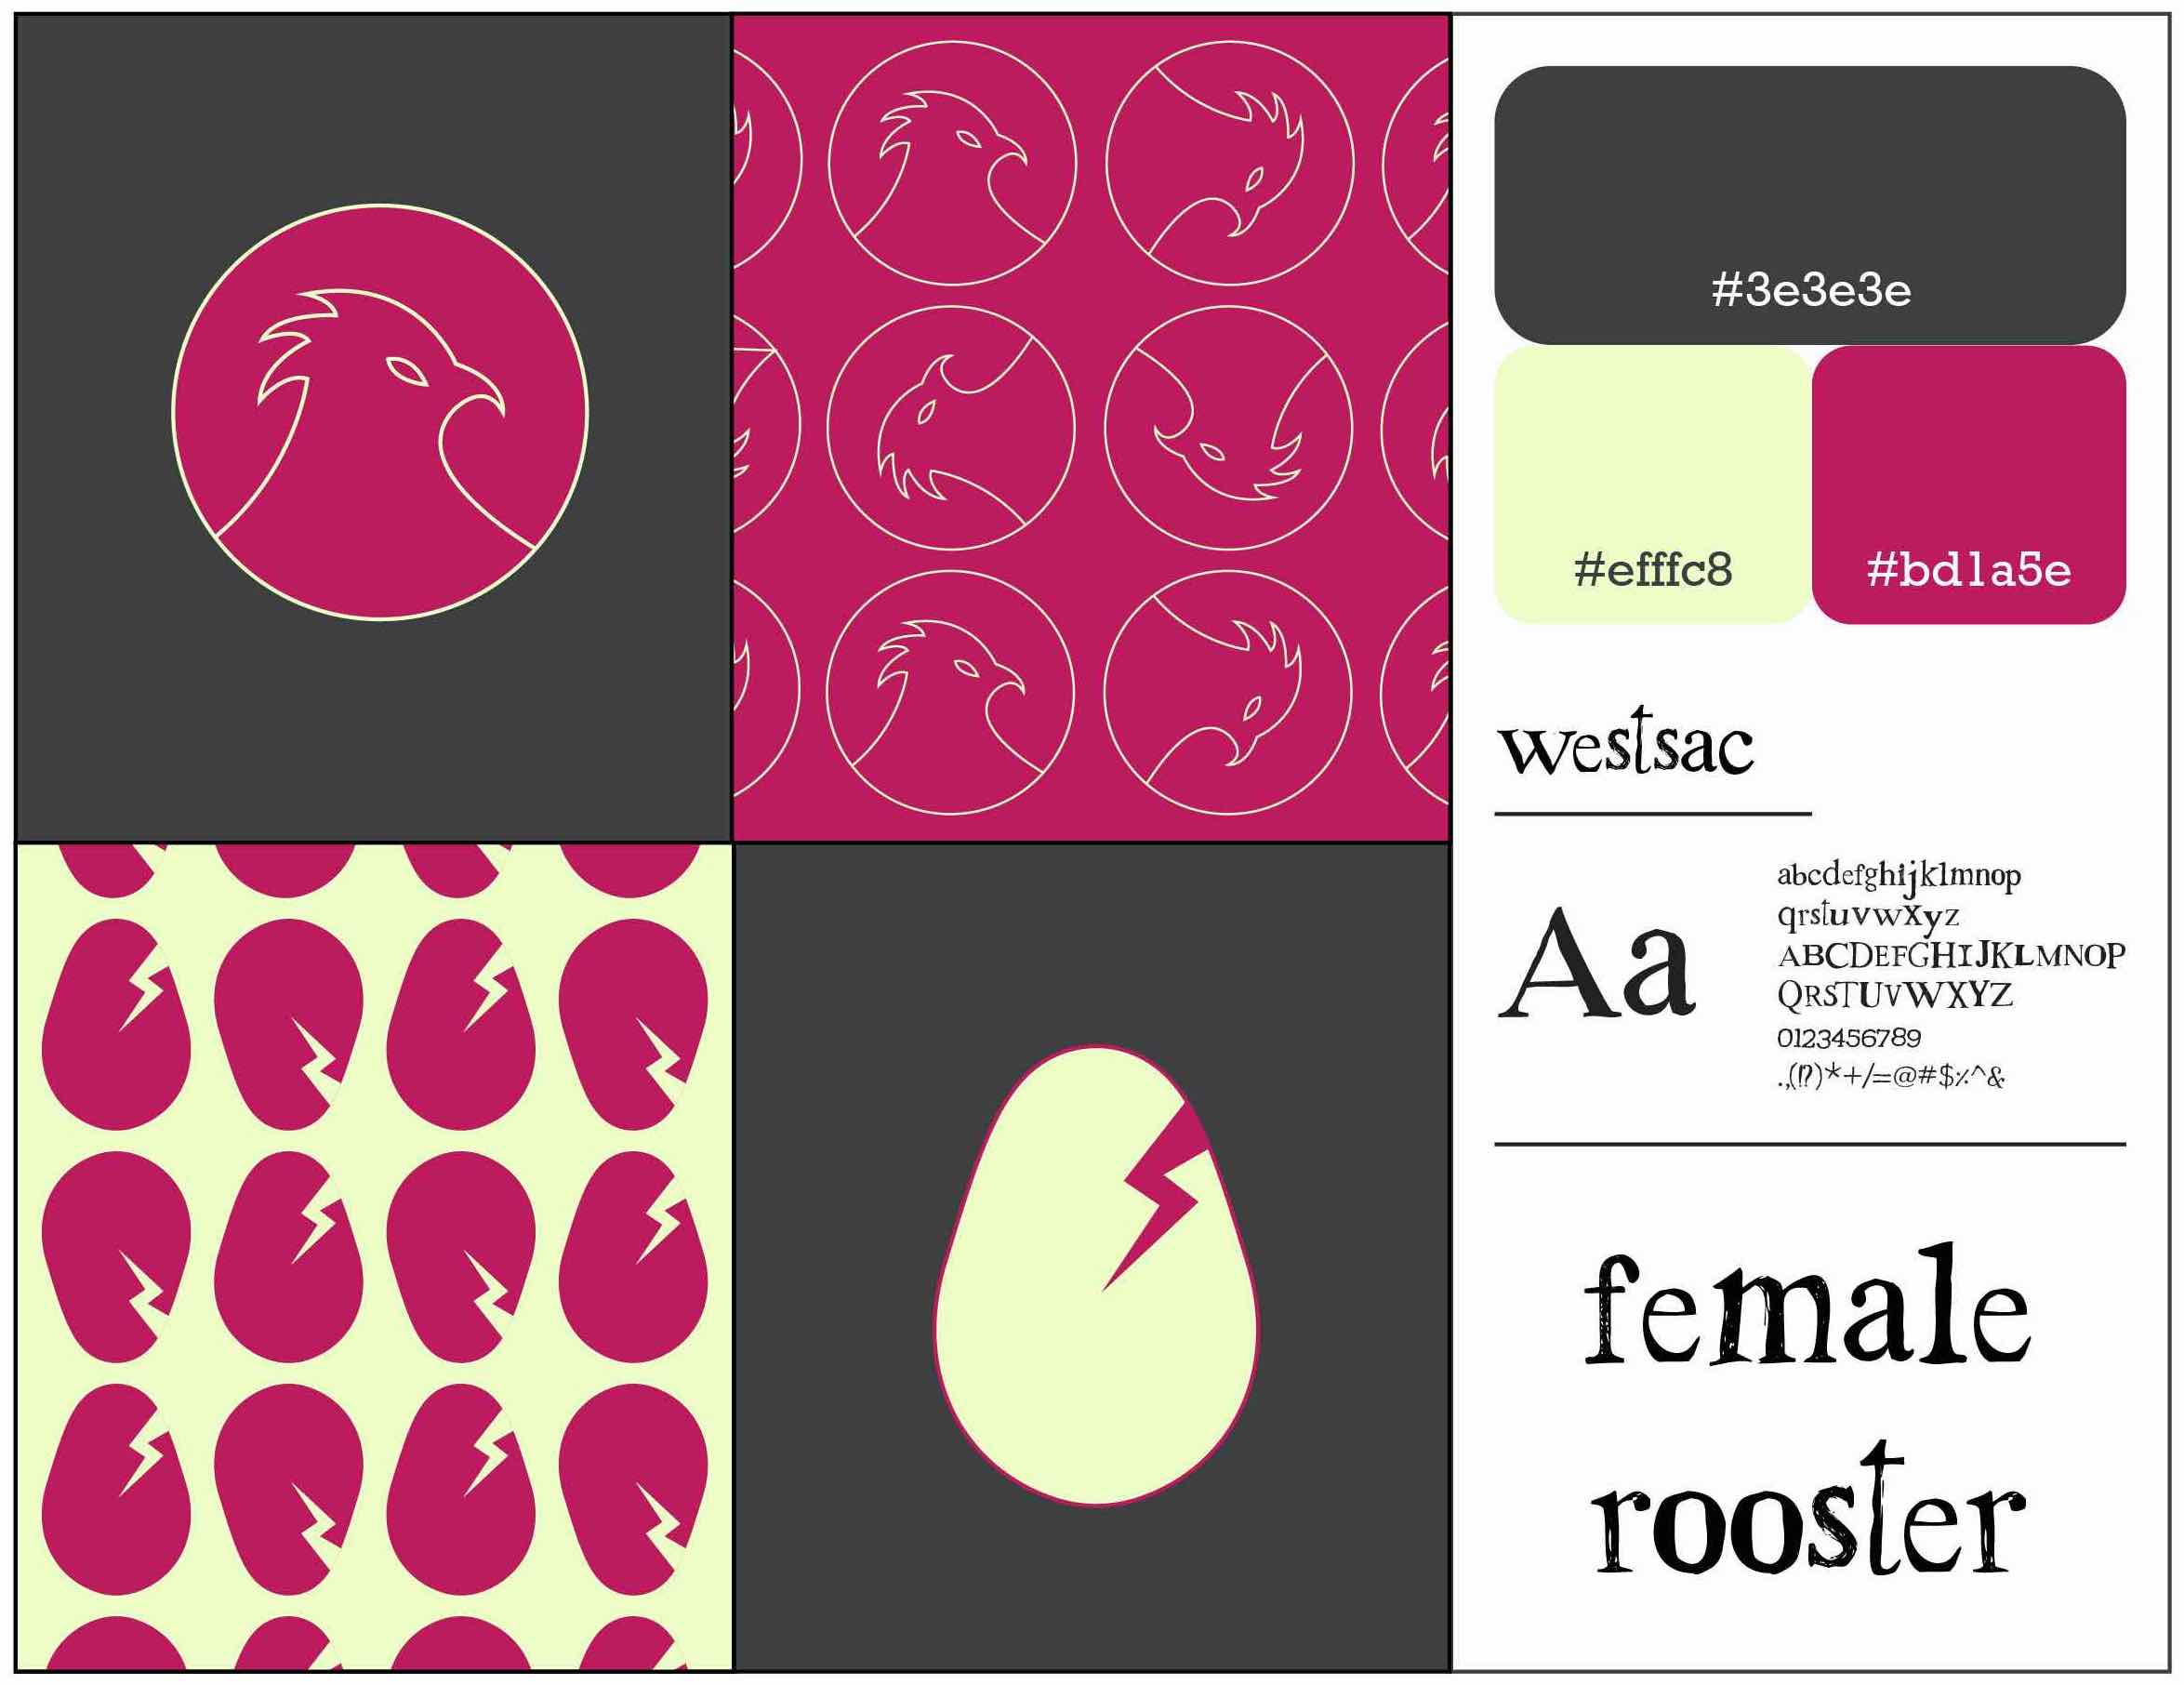 #3e3e3e
#efffc8
#bd1a5e
westsac
Aa
abcdefghijklmnop
qrstuvwxyz
ABCDEFGHIJKLMNOP
QRSTUVWXYZ
0123456789
.,(!?)*+/=@#$%^&
female
rooster